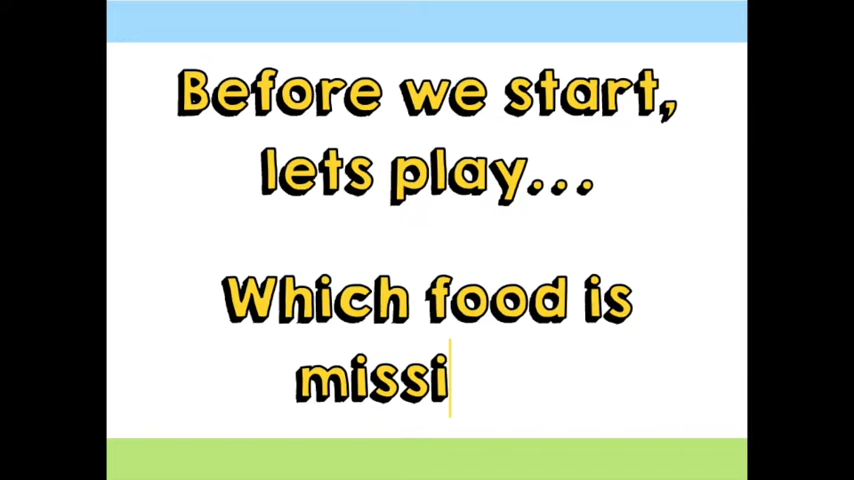 Before we start,
lets play...
Which food is
missi